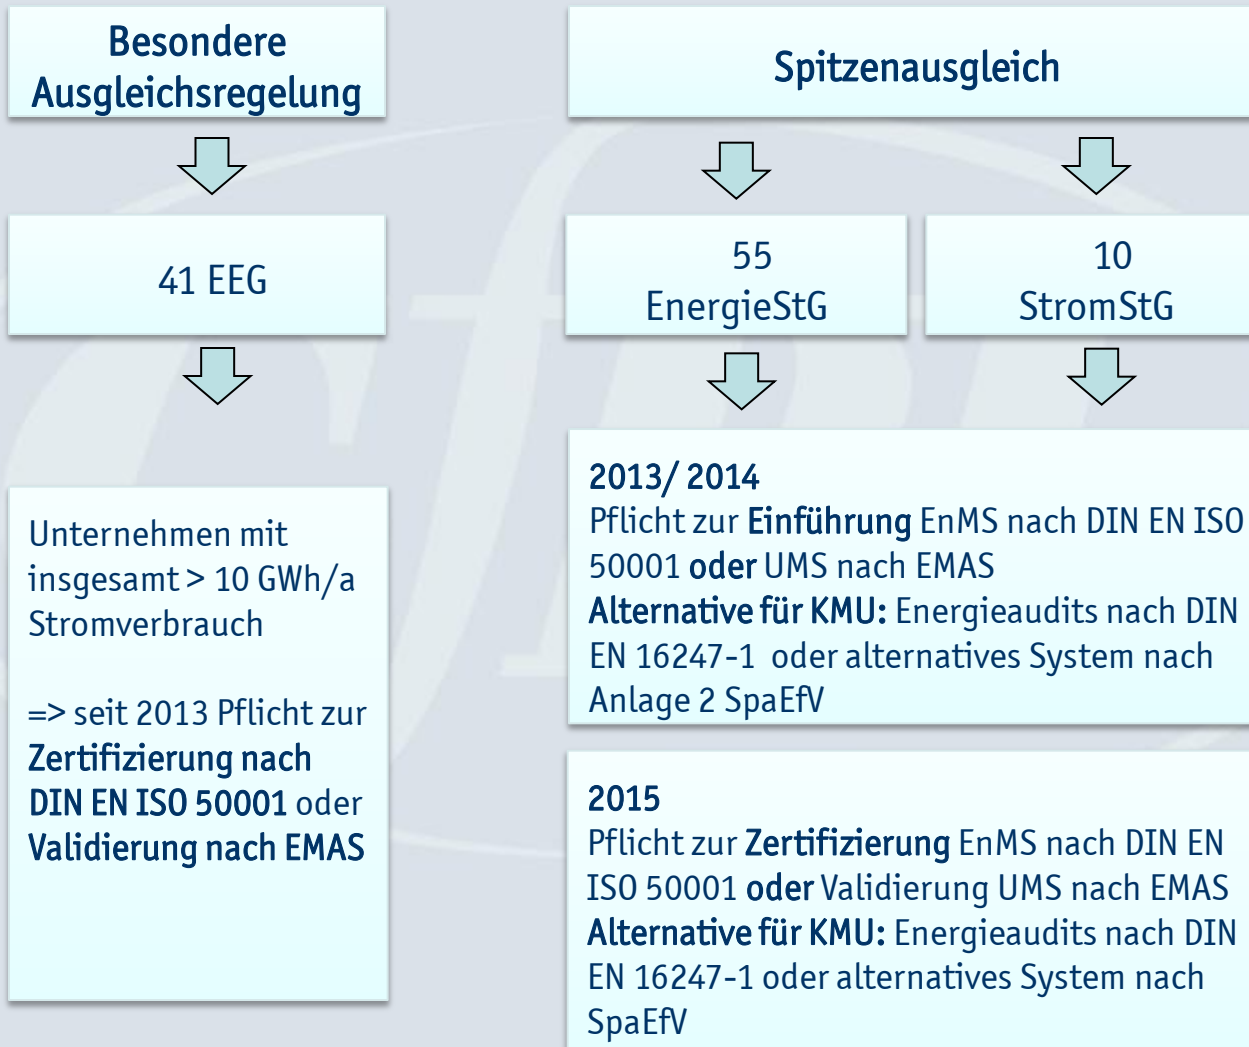 Besondere
Ausgleichsregelung
41 EEG
Unternehmen mit
insgesamt > 10 GWh/a
Stromverbrauch
=> seit 2013 Pflicht zur
Zertifizierung nach
DIN EN ISO 50001 oder
Validierung nach EMAS
Spitzenausgleich
55
EnergieStG
10
StromStG
2013/ 2014
Pflicht zur Einführung EnMS nach DIN EN ISO
50001 oder UMS nach EMAS
Alternative für KMU: Energieaudits nach DIN
EN 16247-1 oder alternatives System nach
Anlage 2 SpaEfV
2015
Pflicht zur Zertifizierung EnMS nach DIN EN
ISO 50001 oder Validierung UMS nach EMAS
Alternative für KMU: Energieaudits nach DIN
EN 16247-1 oder alternatives System nach
SpaEfV